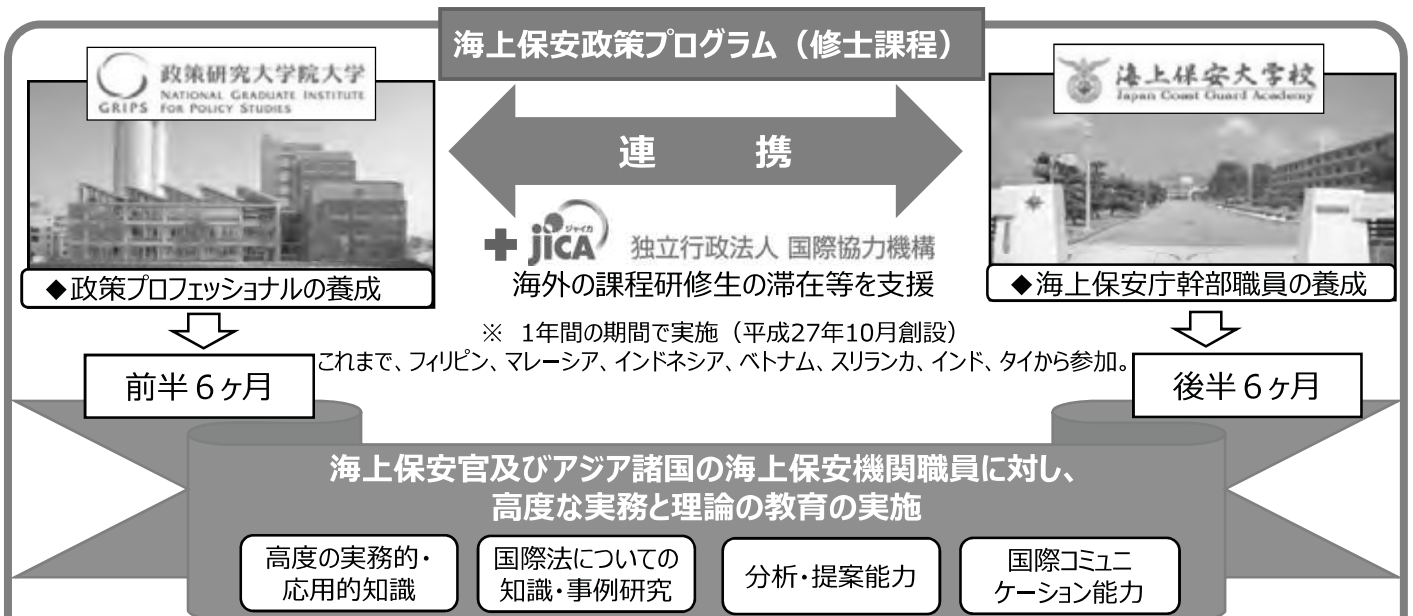 海上保安政策プログラム（修士課程）
政策研究大学院大学
NATIONAL GRADUATE INSTITUTE
FOR POLICY STUDIES
GRIPS
海上保安大学校
Japan Coast Guard Academy
連　携
+ ジャイカ
JICA 独立行政法人 国際協力機構
海外の課程研修生の滞在等を支援
◆政策プロフェッショナルの養成
◆海上保安庁幹部職員の養成
※ 1年間の期間で実施（平成27年10月創設）
これまで、フィリピン、マレーシア、インドネシア、ベトナム、スリランカ、インド、タイから参加。
前半６ヶ月
後半６ヶ月
海上保安官及びアジア諸国の海上保安機関職員に対し、
高度な実務と理論の教育の実施
高度の実務的・
応用的知識
国際法についての
知識・事例研究
分析・提案能力
国際コミュニ
ケーション能力